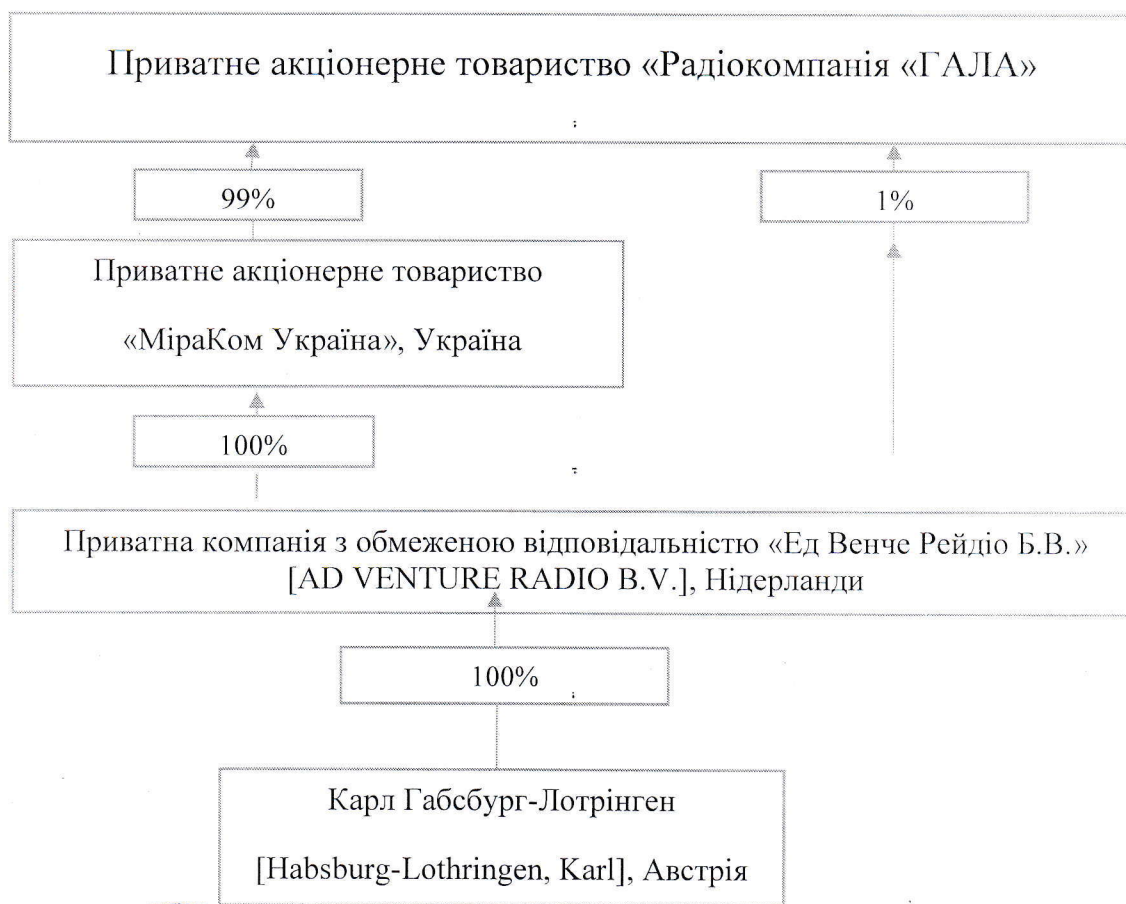 Приватне акціонерне товариство «Радіокомпанія «ГАЛА»
99%
1%
Приватне акціонерне товариство
«МіраКом Україна», Україна
100%
Приватна компанія з обмеженою відповідальністю «Ед Венче Рейдіо Б.В.»
[AD VENTURE RADIO B.V.], Нідерланди
100%
Карл Габсбург-Лотрінген
[Habsburg-Lothringen, Karl], Австрія